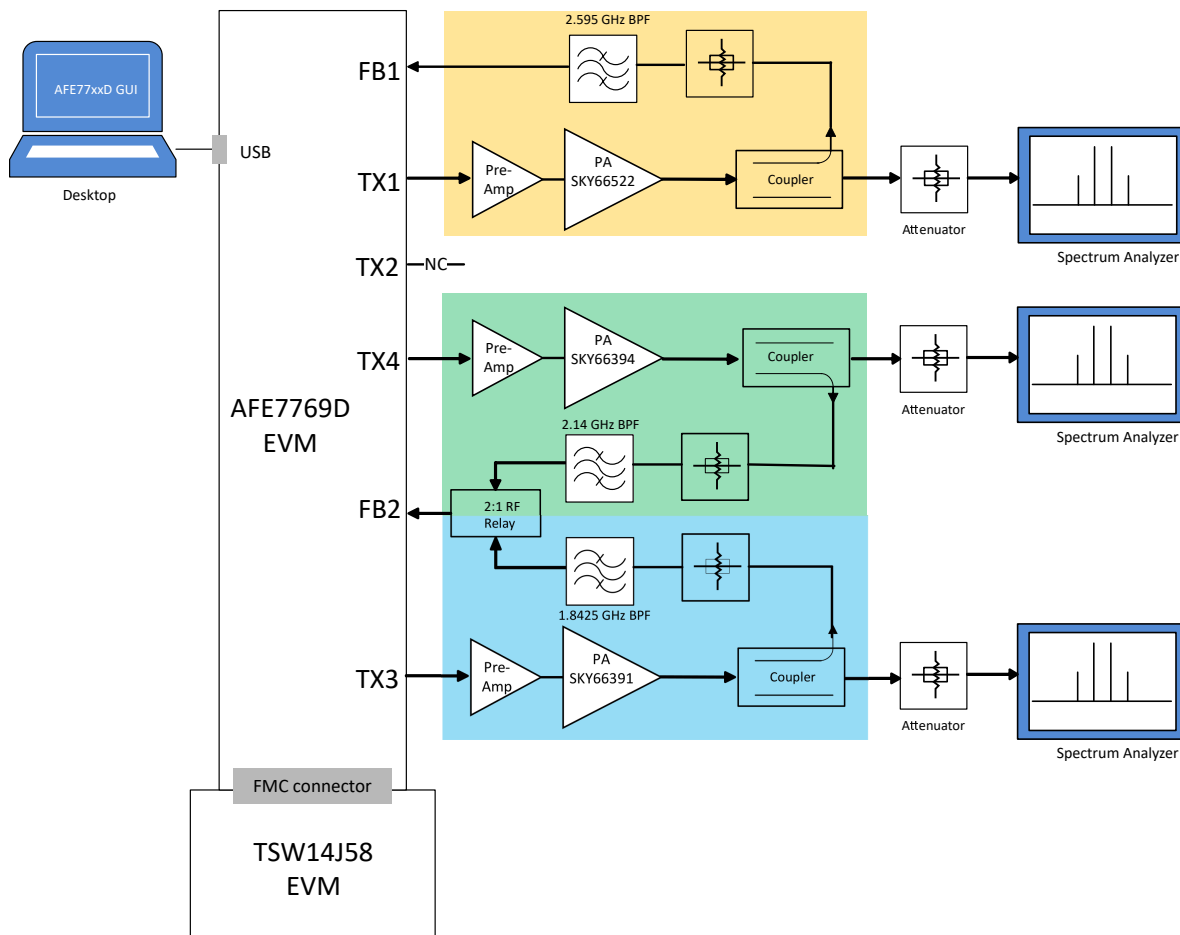 2.595 GHz BPF
AFE77xxD GUI
FB1
USB
Desktop
TX1
Pre-
Amp
PA
SKY66522
Coupler
Attenuator
Spectrum Analyzer
TX2
NC
TX4
Pre-
Amp
PA
SKY66394
Coupler
Attenuator
Spectrum Analyzer
AFE7769D
EVM
2.14 GHz BPF
FB2
2:1 RF
Relay
1.8425 GHz BPF
TX3
Pre-
Amp
PA
SKY66391
Coupler
Attenuator
Spectrum Analyzer
FMC connector
TSW14J58
EVM